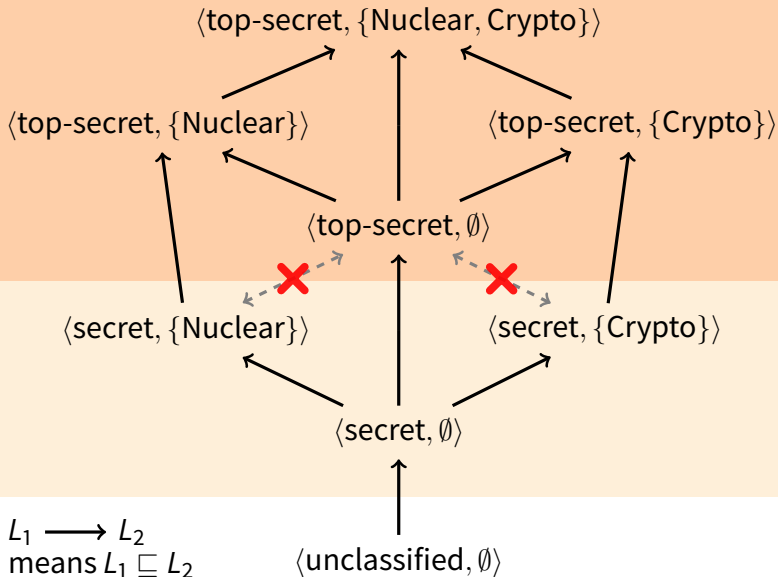 ⟨top-secret, {Nuclear, Crypto}⟩
⟨top-secret, {Nuclear}⟩
⟨top-secret, {Crypto}⟩
⟨top-secret, ∅⟩
⟨secret, {Nuclear}⟩
⟨secret, {Crypto}⟩
⟨secret, ∅⟩
L₁ ⟶ L₂
means L₁ ⊑ L₂
⟨unclassified, ∅⟩